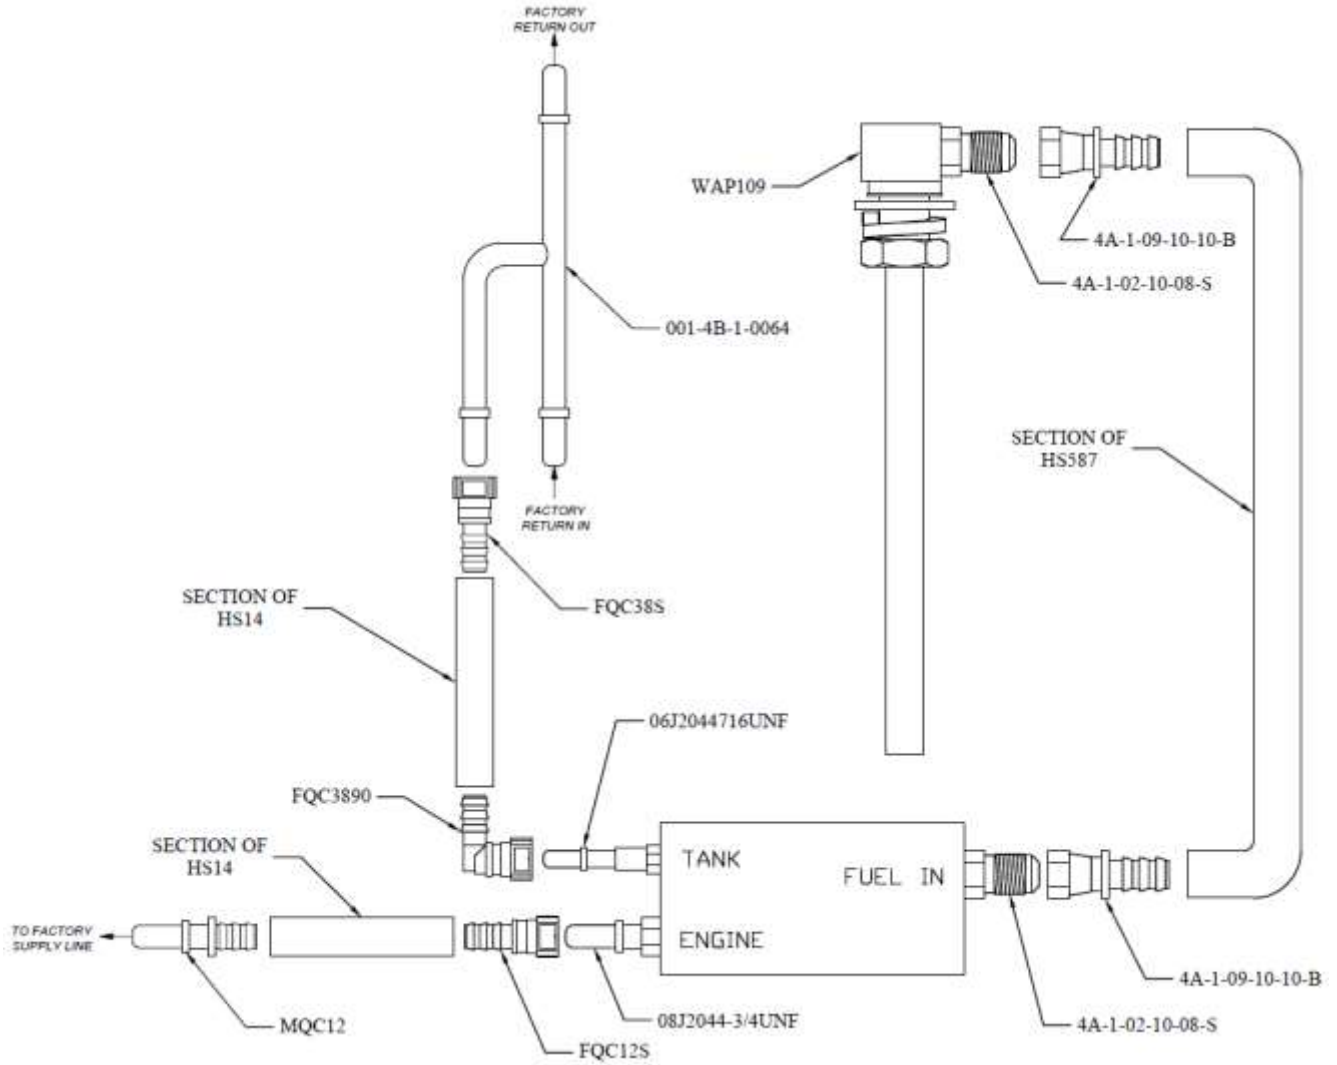 FACTORY
RETURN OUT
WAP109
4A-1-09-10-10-B
4A-1-02-10-08-S
001-4B-1-0064
SECTION OF
HS587
FACTORY
RETURN IN
SECTION OF
HS14
FQC38S
06J2044716UNF
FQC3890
SECTION OF
HS14
TANK
FUEL IN
TO FACTORY
SUPPLY LINE
ENGINE
4A-1-09-10-10-B
MQC12
08J2044-3/4UNF
4A-1-02-10-08-S
FQC12S